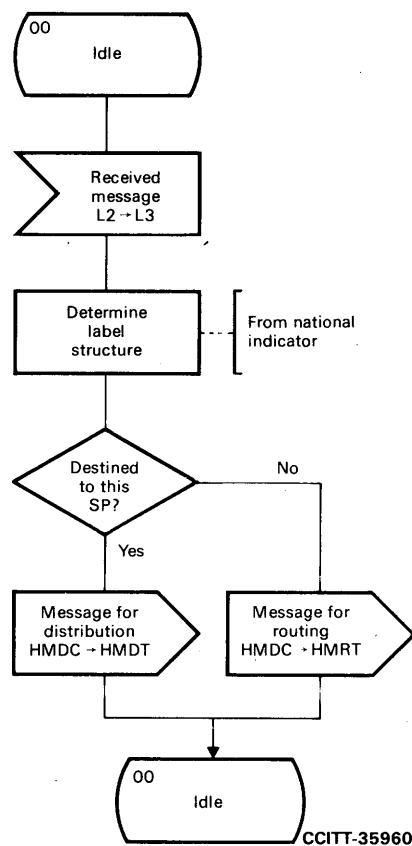 00
Idle
Received
message
L2 → L3
Determine
label
structure
From national
indicator
Destined
to this
SP?
No
Yes
Message for
distribution
HMDC → HMDT
Message for
routing
HMDC → HMRT
00
Idle
CCITT-35960